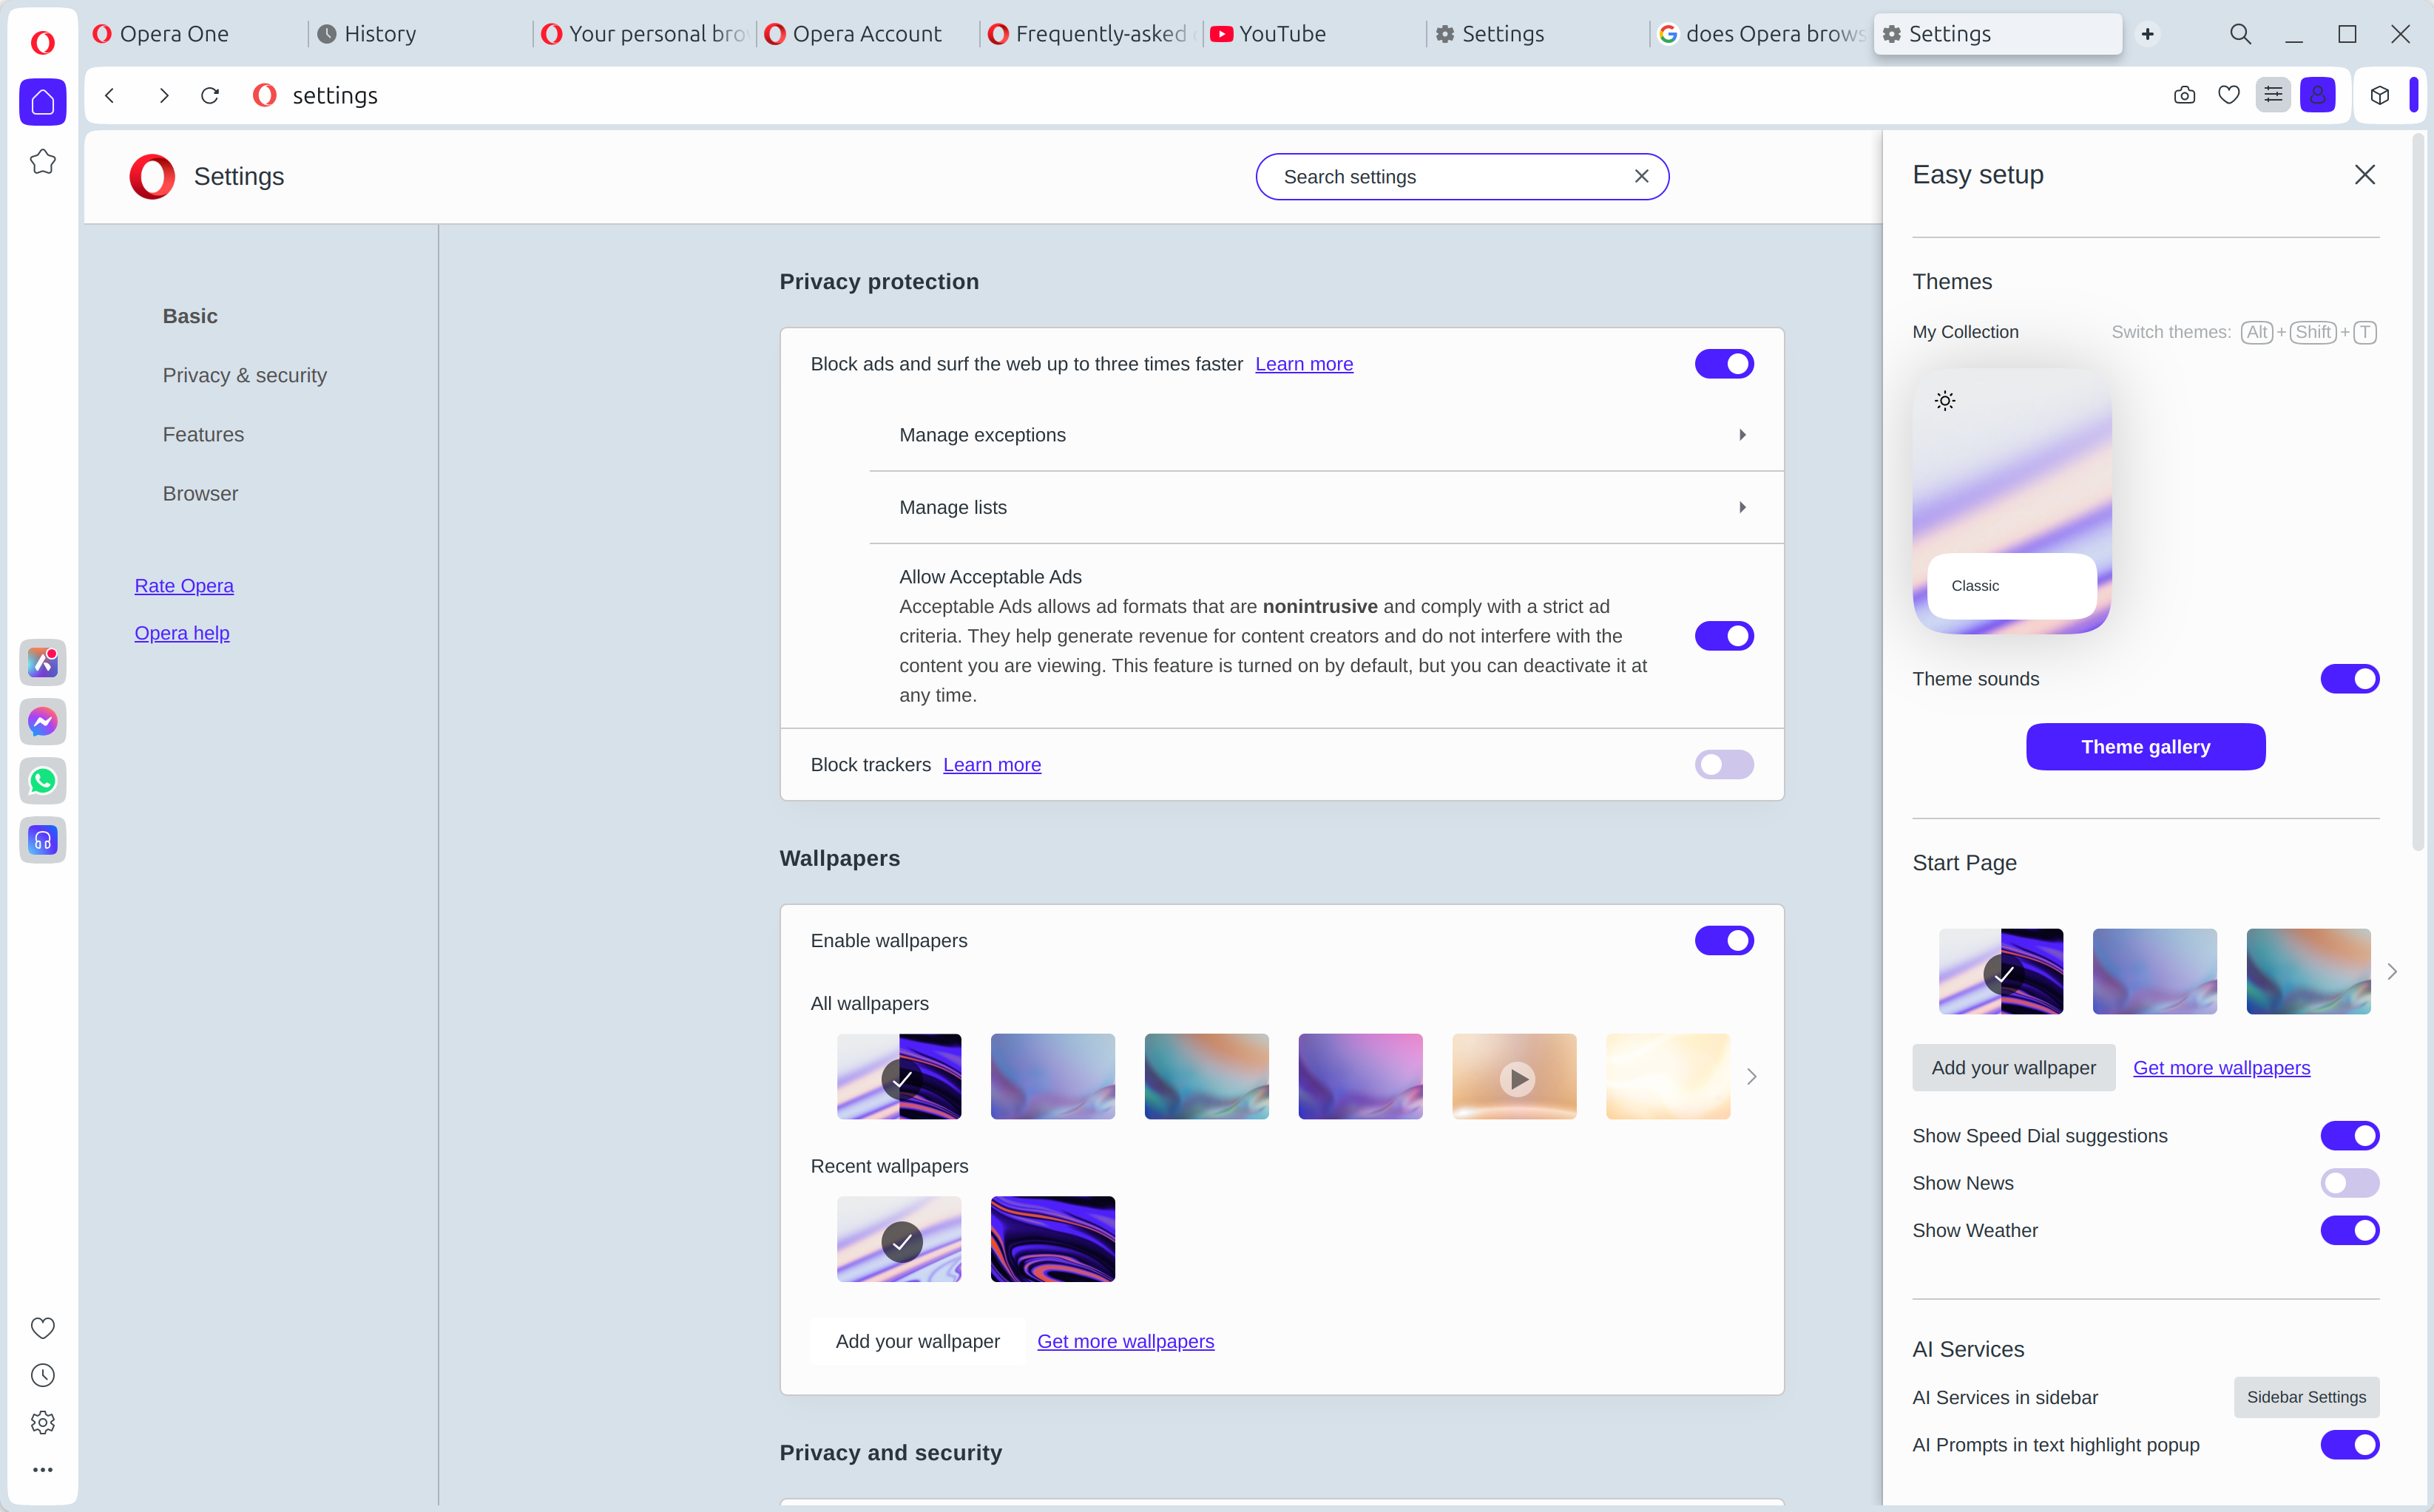 Opera One
History
Your personal bro
Opera Account
Frequently-asked
YouTube
Settings
does Opera brows
Settings
settings
Settings
Search settings
Basic
Privacy & security
Features
Browser
Rate Opera
Opera help
Privacy protection
Block ads and surf the web up to three times faster Learn more
Manage exceptions
Manage lists
Allow Acceptable Ads
Acceptable Ads allows ad formats that are nonintrusive and comply with a strict ad
criteria. They help generate revenue for content creators and do not interfere with the
content you are viewing. This feature is turned on by default, but you can deactivate it at
any time.
Block trackers Learn more
Wallpapers
Enable wallpapers
All wallpapers
Recent wallpapers
Add your wallpaper Get more wallpapers
Privacy and security
Easy setup
Themes
My Collection Switch themes: Alt + Shift + T
Classic
Theme sounds
Theme gallery
Start Page
Add your wallpaper Get more wallpapers
Show Speed Dial suggestions
Show News
Show Weather
AI Services
AI Services in sidebar Sidebar Settings
AI Prompts in text highlight popup